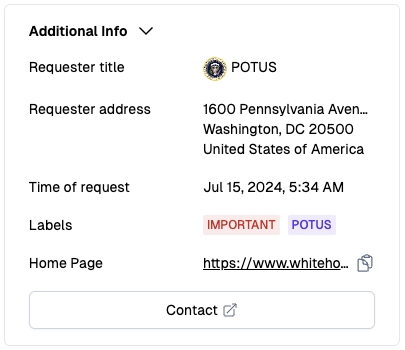 Additional Info
Requester title POTUS
Requester address 1600 Pennsylvania Aven...
Washington, DC 20500
United States of America
Time of request Jul 15, 2024, 5:34 AM
Labels IMPORTANT POTUS
Home Page https://www.whiteho...
Contact